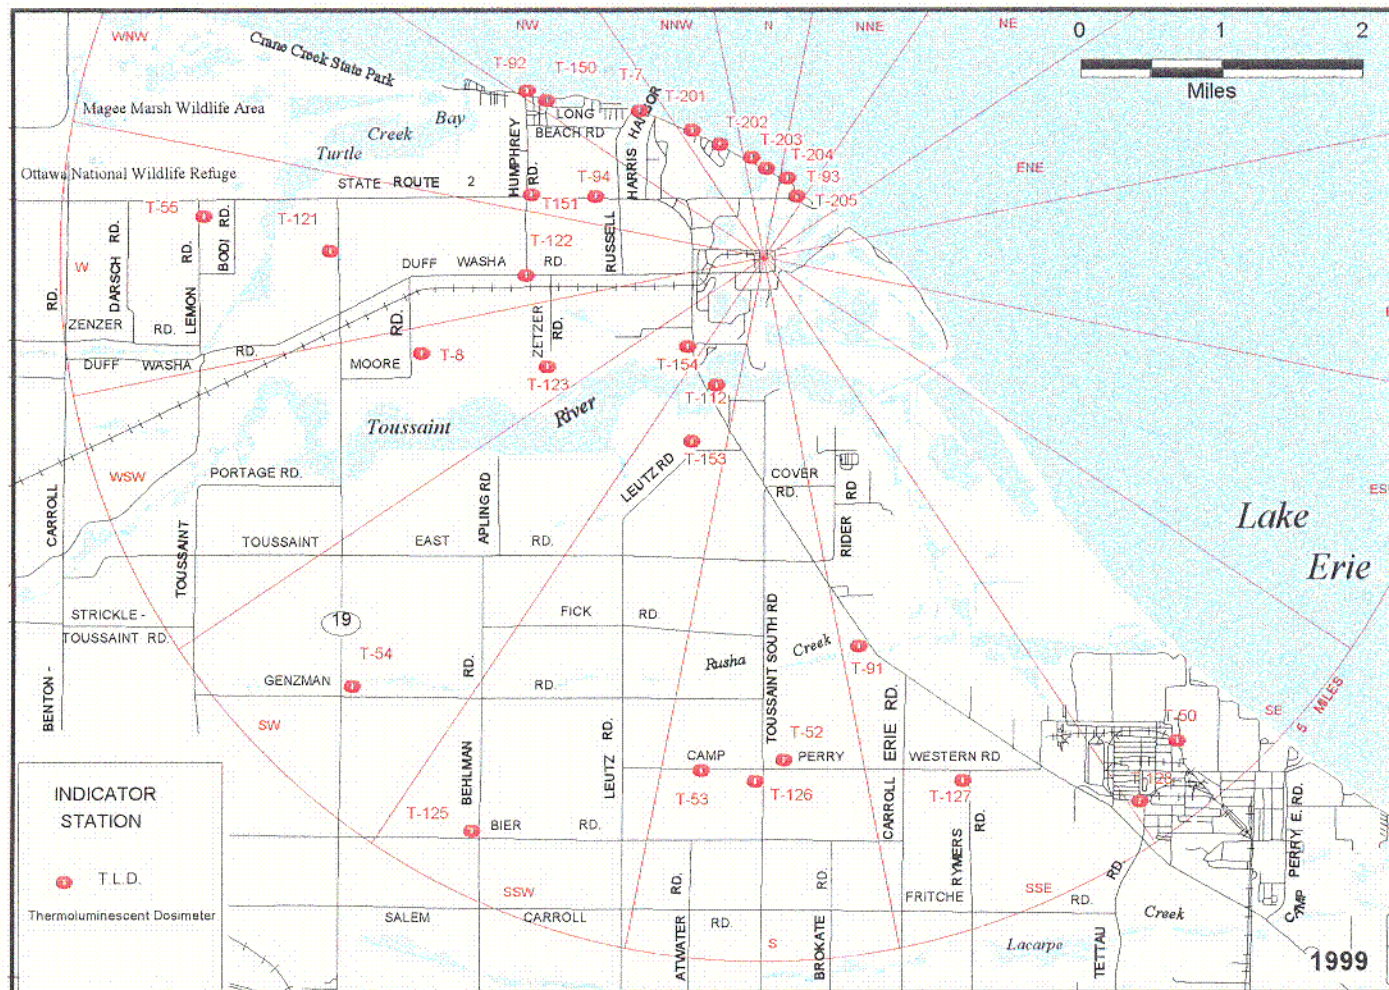 WNW
NW
NNW
N
NNE
NE
0 1 2
Miles
Crane Creek State Park
T-92
T-150
T-7
T-201
Magee Marsh Wildlife Area
Turtle Creek Bay
LONG
BEACH RD
HARRIS HARBOR
T-202
T-203
T-204
T-93
T-205
ENE
Ottawa National Wildlife Refuge
STATE ROUTE 2
HUMPHREY RD.
T-94
T151
T-55
T-121
T-122
RUSSELL
W
RD.
DARSCH RD.
LEMON RD.
BODI RD.
DUFF WASHA RD.
ZENZER RD.
DUFF WASHA RD.
MOORE RD.
T-8
ZETZER RD.
T-123
T-154
T-112
Toussaint River
WSW
PORTAGE RD.
APLING RD
LEUTZ RD
T-153
COVER RD.
RIDER RD
ES
Lake
Erie
CARROLL
TOUSSAINT
TOUSSAINT EAST RD.
STRICKLE -
TOUSSAINT RD.
19
FICK RD.
TOUSSAINT SOUTH RD
Rusha Creek
T-91
T-54
GENZMAN RD.
BENTON -
SW
BEHLMAN RD.
LEUTZ RD.
T-52
CAMP PERRY WESTERN RD
T-53
T-126
CARROLL ERIE RD.
T-127
T-50
SE
5 MILES
T-128
T-125
BIER RD.
RYMERS RD.
CAMP PERRY E. RD.
INDICATOR
STATION
T.L.D.
Thermoluminescent Dosimeter
SSW
SSE
SALEM CARROLL RD.
FRITCHE RD.
ATWATER RD.
S
BROKATE RD.
TETTAU RD.
Lacarpe Creek
1999